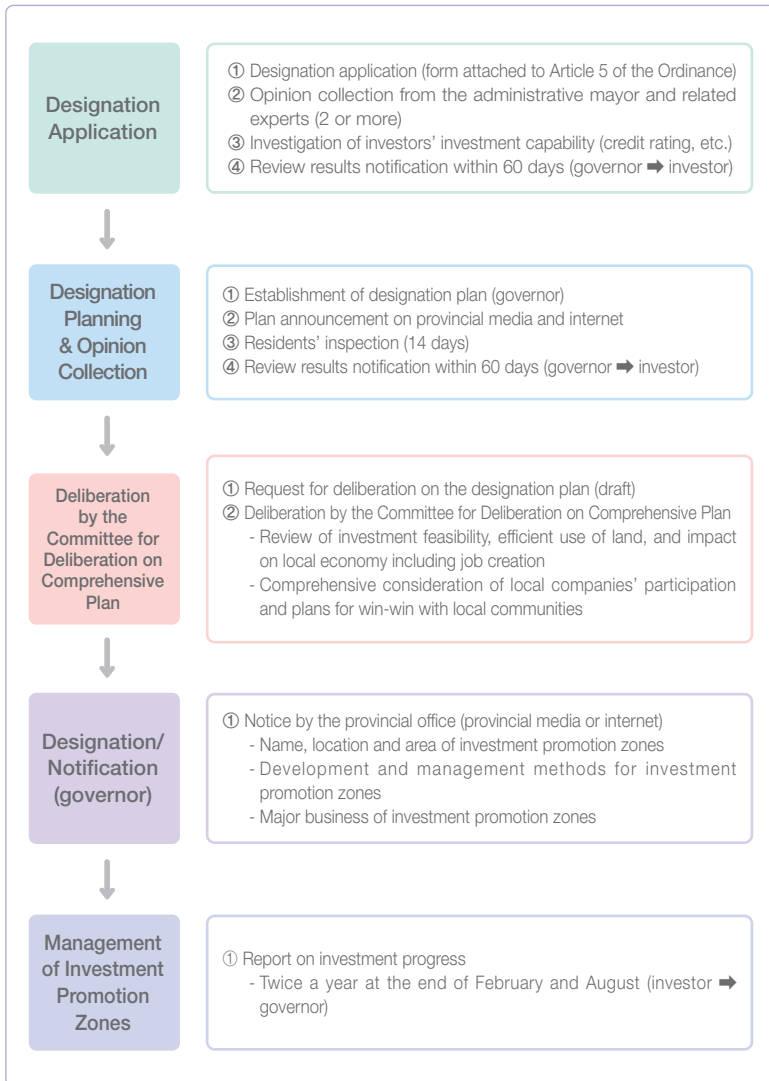 Designation
Application
① Designation application (form attached to Article 5 of the Ordinance)
② Opinion collection from the administrative mayor and related
experts (2 or more)
③ Investigation of investors' investment capability (credit rating, etc.)
④ Review results notification within 60 days (governor ➡ investor)
Designation
Planning
& Opinion
Collection
① Establishment of designation plan (governor)
② Plan announcement on provincial media and internet
③ Residents' inspection (14 days)
④ Review results notification within 60 days (governor ➡ investor)
Deliberation
by the
Committee for
Deliberation on
Comprehensive
Plan
① Request for deliberation on the designation plan (draft)
② Deliberation by the Committee for Deliberation on Comprehensive Plan
- Review of investment feasibility, efficient use of land, and impact
on local economy including job creation
- Comprehensive consideration of local companies' participation
and plans for win-win with local communities
Designation/
Notification
(governor)
① Notice by the provincial office (provincial media or internet)
- Name, location and area of investment promotion zones
- Development and management methods for investment
promotion zones
- Major business of investment promotion zones
Management
of Investment
Promotion
Zones
① Report on investment progress
- Twice a year at the end of February and August (investor ➡
governor)